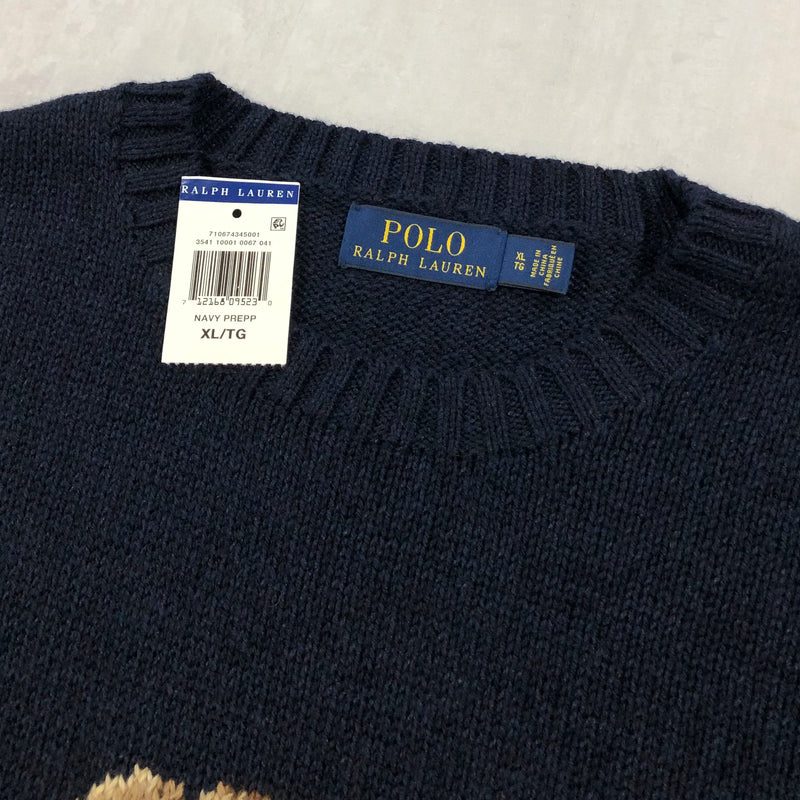 RALPH LAUREN
710674345001
3541 10001 0007 041
7 12168 09523 0
NAVY PREPP
XL/TG
POLO
RALPH LAUREN
XL
TG
MADE IN
CHINA
FABRIQUÉ EN
CHINE